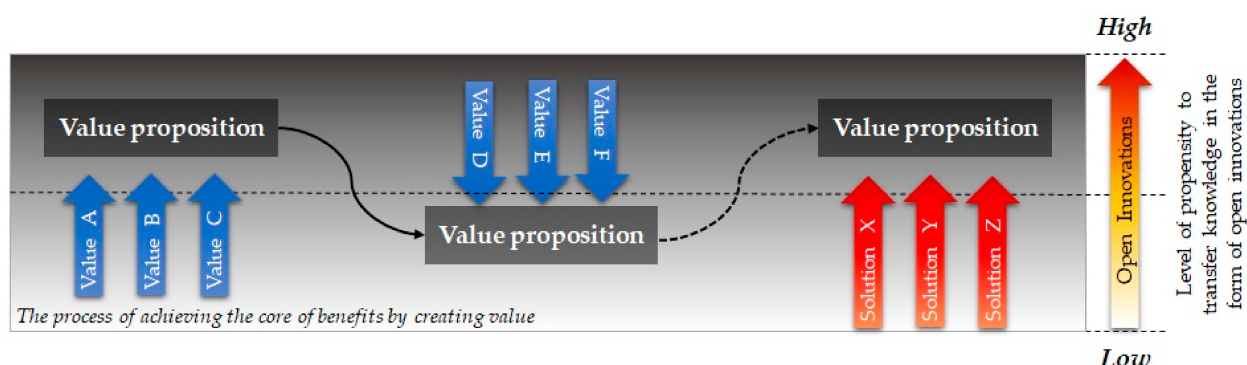 High
Value proposition
Value A
Value B
Value C
Value D
Value E
Value F
Value proposition
Value proposition
Solution X
Solution Y
Solution Z
The process of achieving the core of benefits by creating value
Open Innovations
Level of propensity to
transfer knowledge in the
form of open innovations
Low